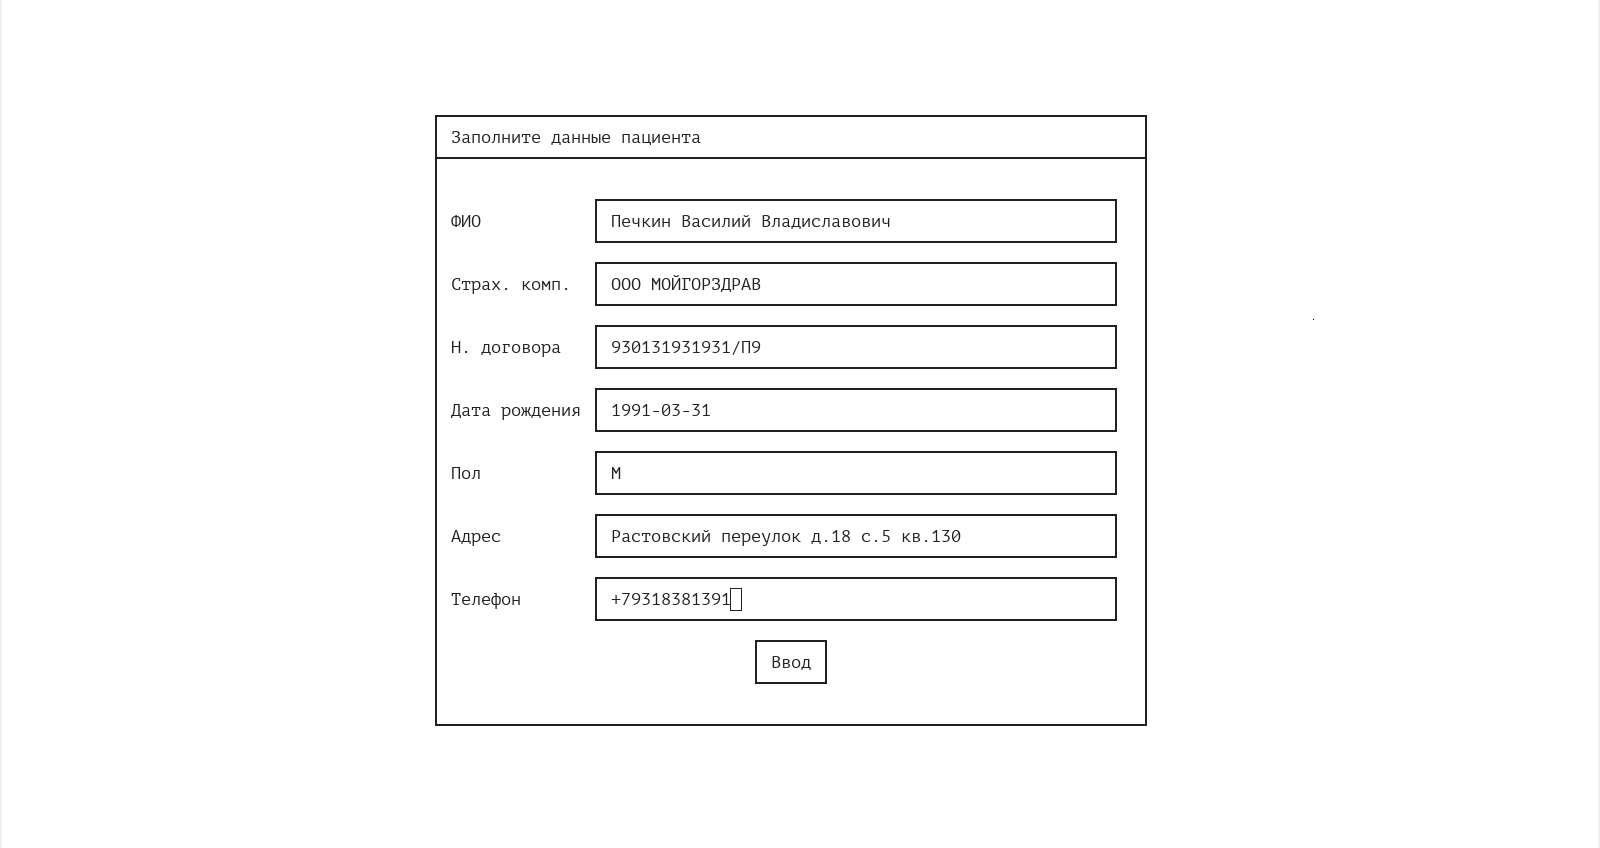 Заполните данные пациента
ФИО Печкин Василий Владиславович
Страх. комп. ООО МОЙГОРЗДРАВ
Н. договора 930131931931/П9
Дата рождения 1991-03-31
Пол М
Адрес Растовский переулок д.18 с.5 кв.130
Телефон +79318381391
Ввод